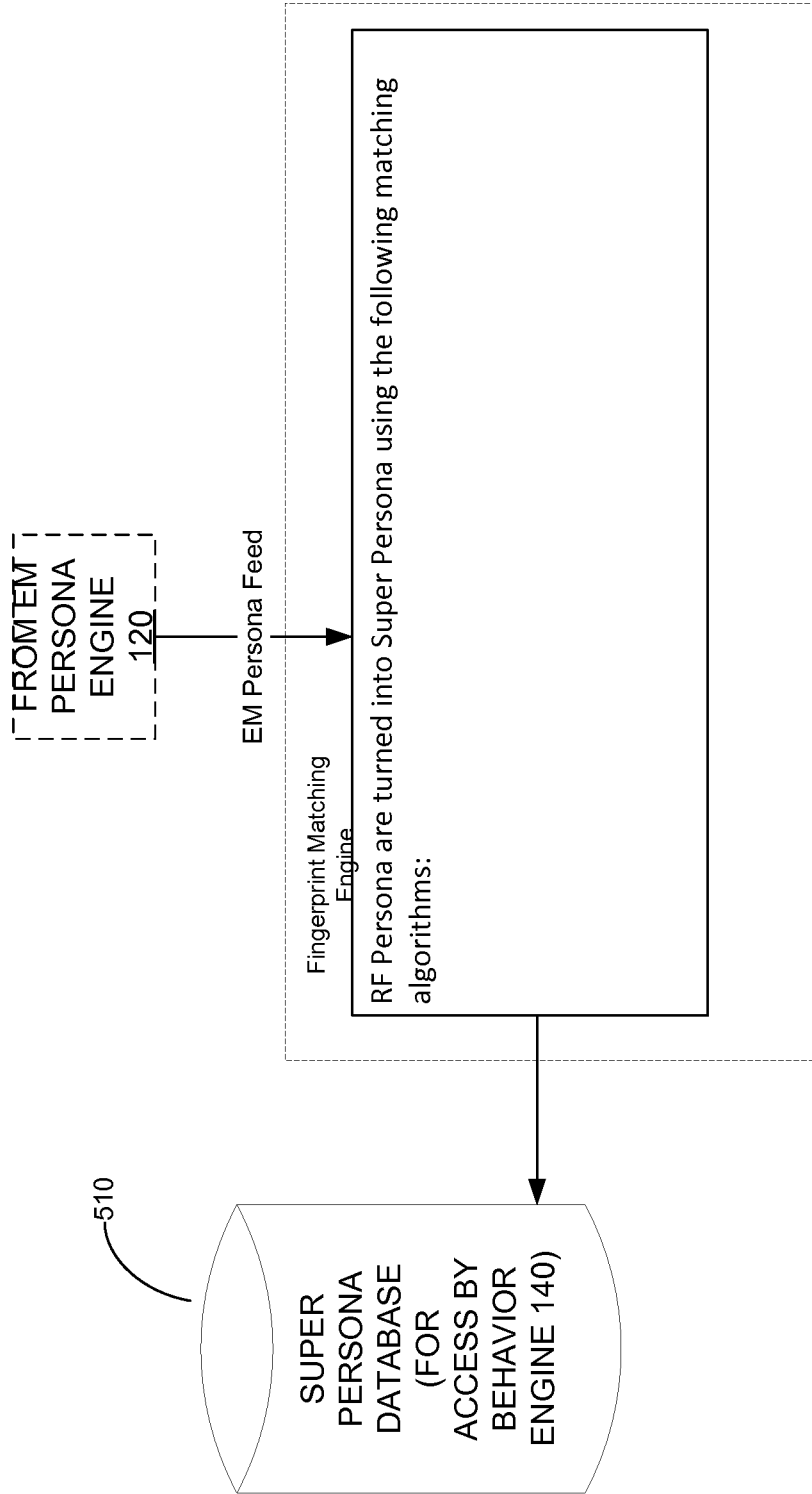 FROM EM
PERSONA
ENGINE
120
EM Persona Feed
Fingerprint Matching
Engine
RF Persona are turned into Super Persona using the following matching
algorithms:
510
SUPER
PERSONA
DATABASE
(FOR
ACCESS BY
BEHAVIOR
ENGINE 140)